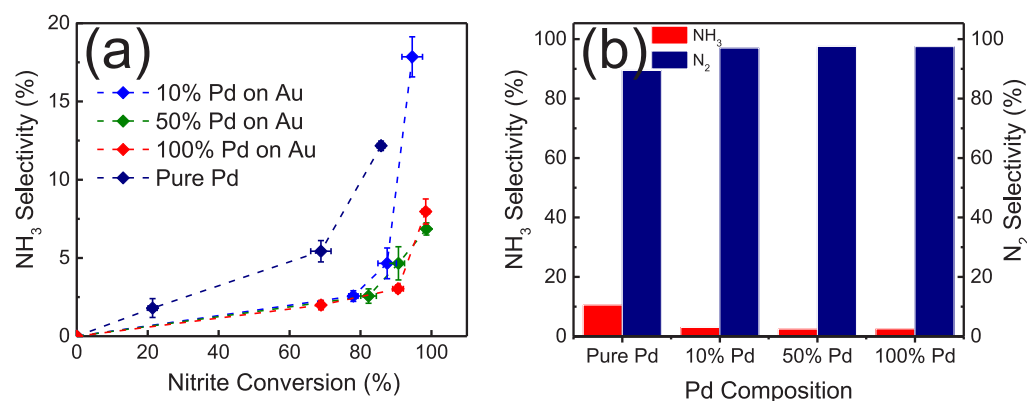 (a)
10% Pd on Au
50% Pd on Au
100% Pd on Au
Pure Pd
NH3 Selectivity (%)
20
15
10
5
0
0 20 40 60 80 100
Nitrite Conversion (%)
(b)
NH3
N2
NH3 Selectivity (%)
100
80
60
40
20
0
N2 Selectivity (%)
100
80
60
40
20
0
Pure Pd 10% Pd 50% Pd 100% Pd
Pd Composition